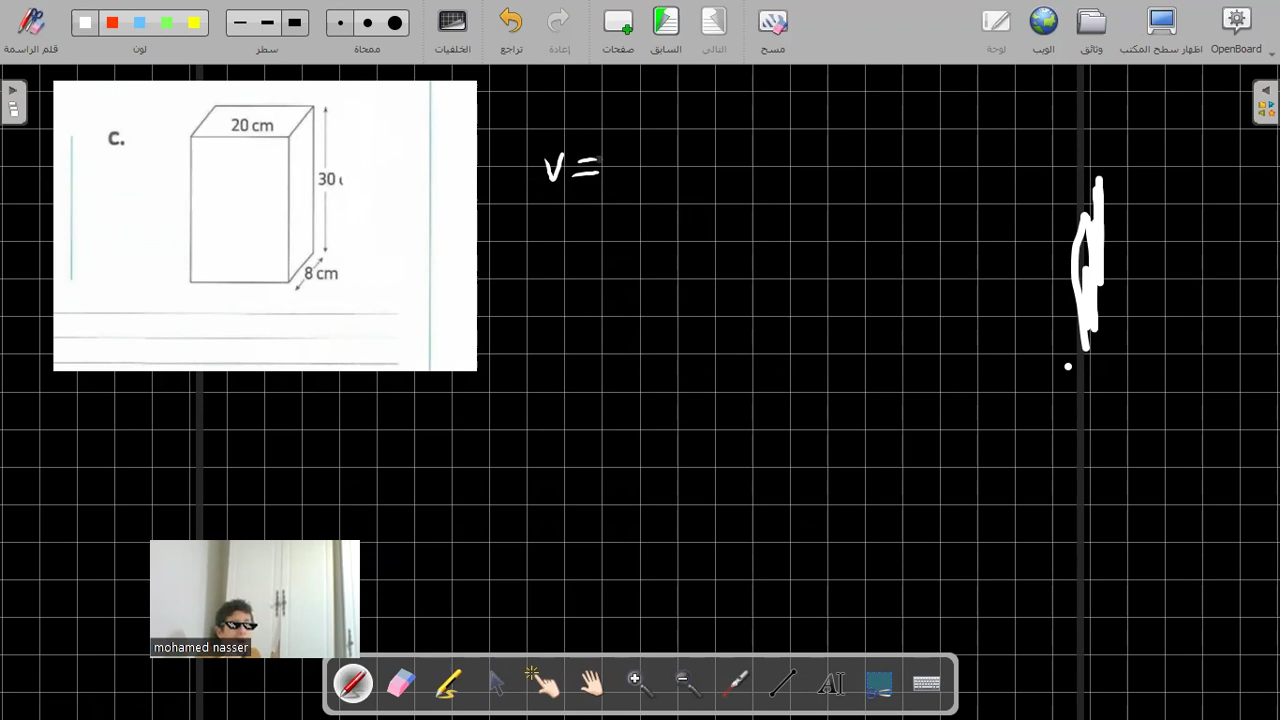 قلم الراسمة
لون
سطر
ممحاة
الخلفيات
تراجع
إعادة
صفحات
السابق
التالي
مسح
لوحة
الويب
وثائق
اظهار سطح المكتب
OpenBoard
C.
20 cm
30
8 cm
v =
mohamed nasser
AI